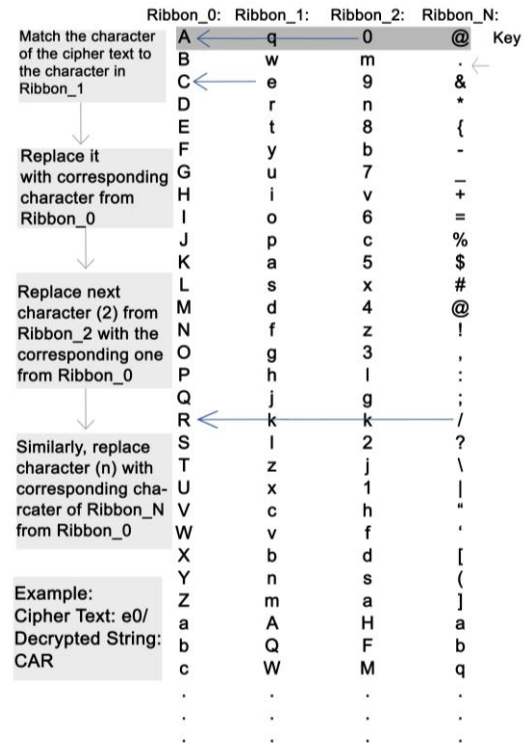 Match the character
of the cipher text to
the character in
Ribbon_1
Replace it
with corresponding
character from
Ribbon_0
Replace next
character (2) from
Ribbon_2 with the
corresponding one
from Ribbon_0
Similarly, replace
character (n) with
corresponding cha-
rcater of Ribbon_N
from Ribbon_0
Example:
Cipher Text: e0/
Decrypted String:
CAR
Ribbon_0: Ribbon_1: Ribbon_2: Ribbon_N:
A q 0 @ Key
B w m .
C e 9 &
D r n *
E t 8 {
F y b -
G u 7 _
H i v +
I o 6 =
J p c %
K a 5 $
L s x #
M d 4 @
N f z !
O g 3 ,
P h l :
Q j g ;
R k k /
S l 2 ?
T z j \
U x 1 |
V c h “
W v f ‘
X b d [
Y n s (
Z m a ]
a A H a
b Q F b
c W M q
. . . .
. . . .
. . . .